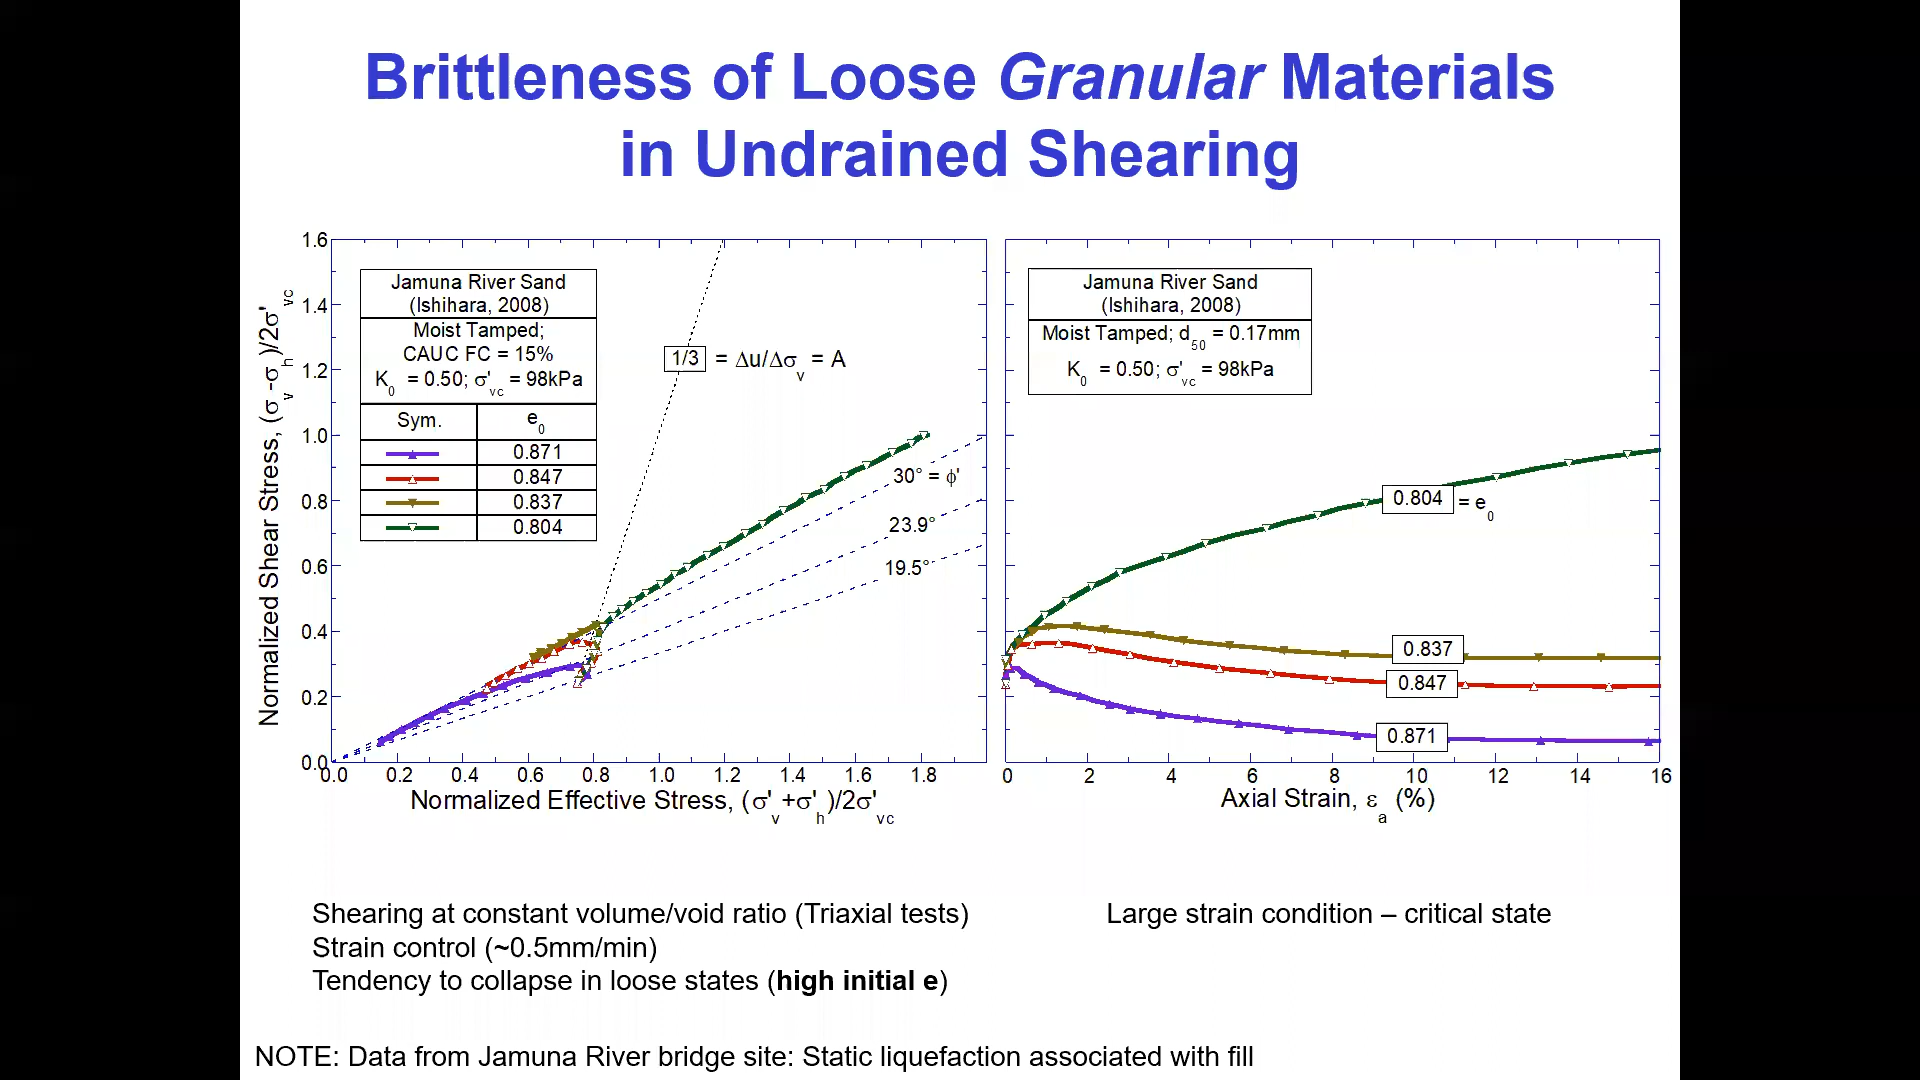 Brittleness of Loose Granular Materials
in Undrained Shearing
Normalized Shear Stress, (σv-σh)/2σ'vc
1.6
1.4
1.2
1.0
0.8
0.6
0.4
0.2
0.0
Jamuna River Sand
(Ishihara, 2008)
Moist Tamped;
CAUC FC = 15%
K0 = 0.50; σ'vc = 98kPa
Sym. e0
0.871
0.847
0.837
0.804
1/3 = Δu/Δσv = A
30° = ϕ'
23.9°
19.5°
0.0 0.2 0.4 0.6 0.8 1.0 1.2 1.4 1.6 1.8
Normalized Effective Stress, (σ'v+σ'h)/2σ'vc
Jamuna River Sand
(Ishihara, 2008)
Moist Tamped; d50 = 0.17mm
K0 = 0.50; σ'vc = 98kPa
0.804 = e0
0.837
0.847
0.871
0 2 4 6 8 10 12 14 16
Axial Strain, εa (%)
Shearing at constant volume/void ratio (Triaxial tests)
Strain control (~0.5mm/min)
Tendency to collapse in loose states (high initial e)
Large strain condition – critical state
NOTE: Data from Jamuna River bridge site: Static liquefaction associated with fill